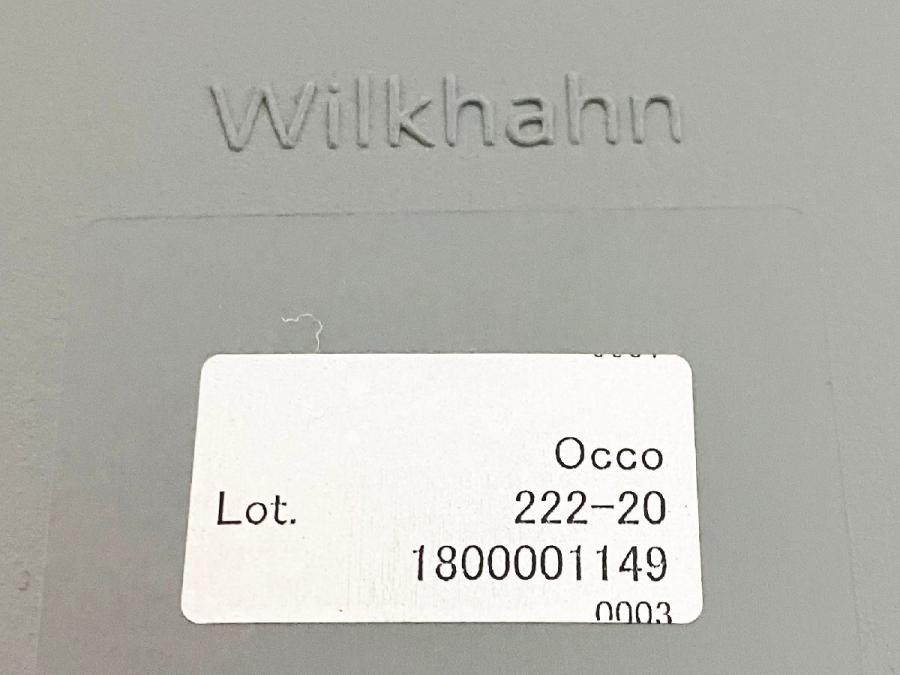 Wilkhahn
Occo
Lot. 222-20
1800001149
0003